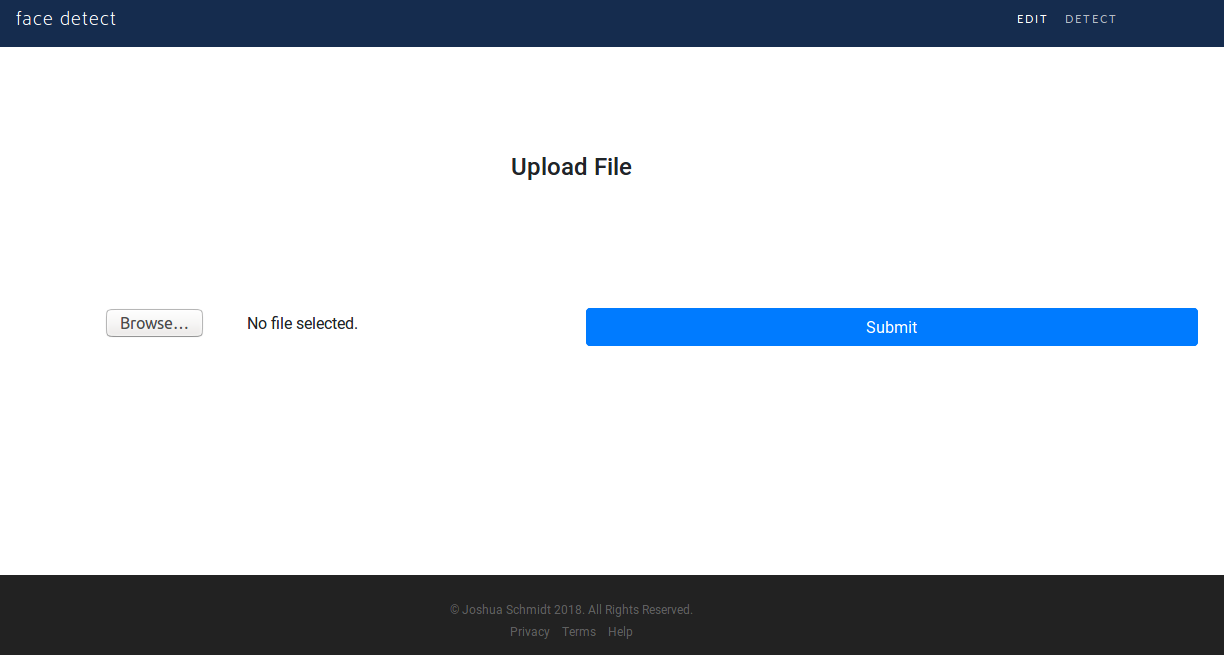 face detect EDIT DETECT
Upload File
Browse... No file selected. Submit
© Joshua Schmidt 2018. All Rights Reserved.
Privacy Terms Help